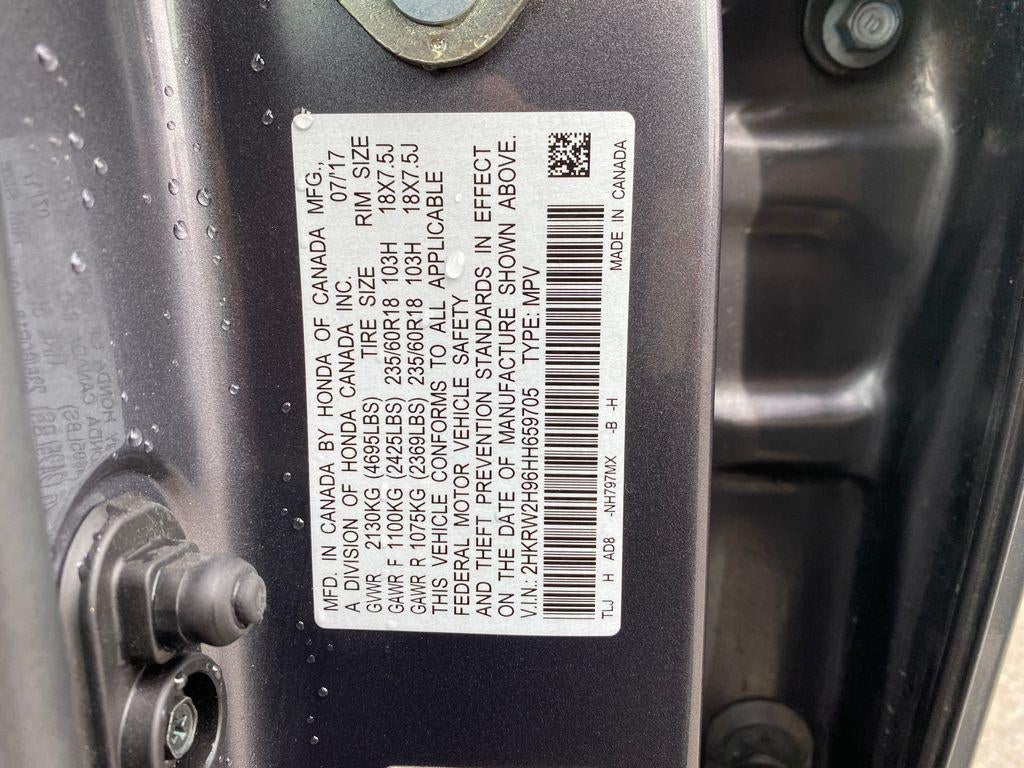 MFD. IN CANADA BY HONDA OF CANADA MFG.,
A DIVISION OF HONDA CANADA INC. 07/17
GVWR 2130KG (4695LBS) TIRE SIZE RIM SIZE
GAWR F 1100KG (2425LBS) 235/60R18 103H 18X7.5J
GAWR R 1075KG (2369LBS) 235/60R18 103H 18X7.5J
THIS VEHICLE CONFORMS TO ALL APPLICABLE
FEDERAL MOTOR VEHICLE SAFETY
AND THEFT PREVENTION STANDARDS IN EFFECT
ON THE DATE OF MANUFACTURE SHOWN ABOVE.
V.I.N.: 2HKRW2H96HH659705 TYPE: MPV
TLJ H AD8 -NH797MX -B -H MADE IN CANADA